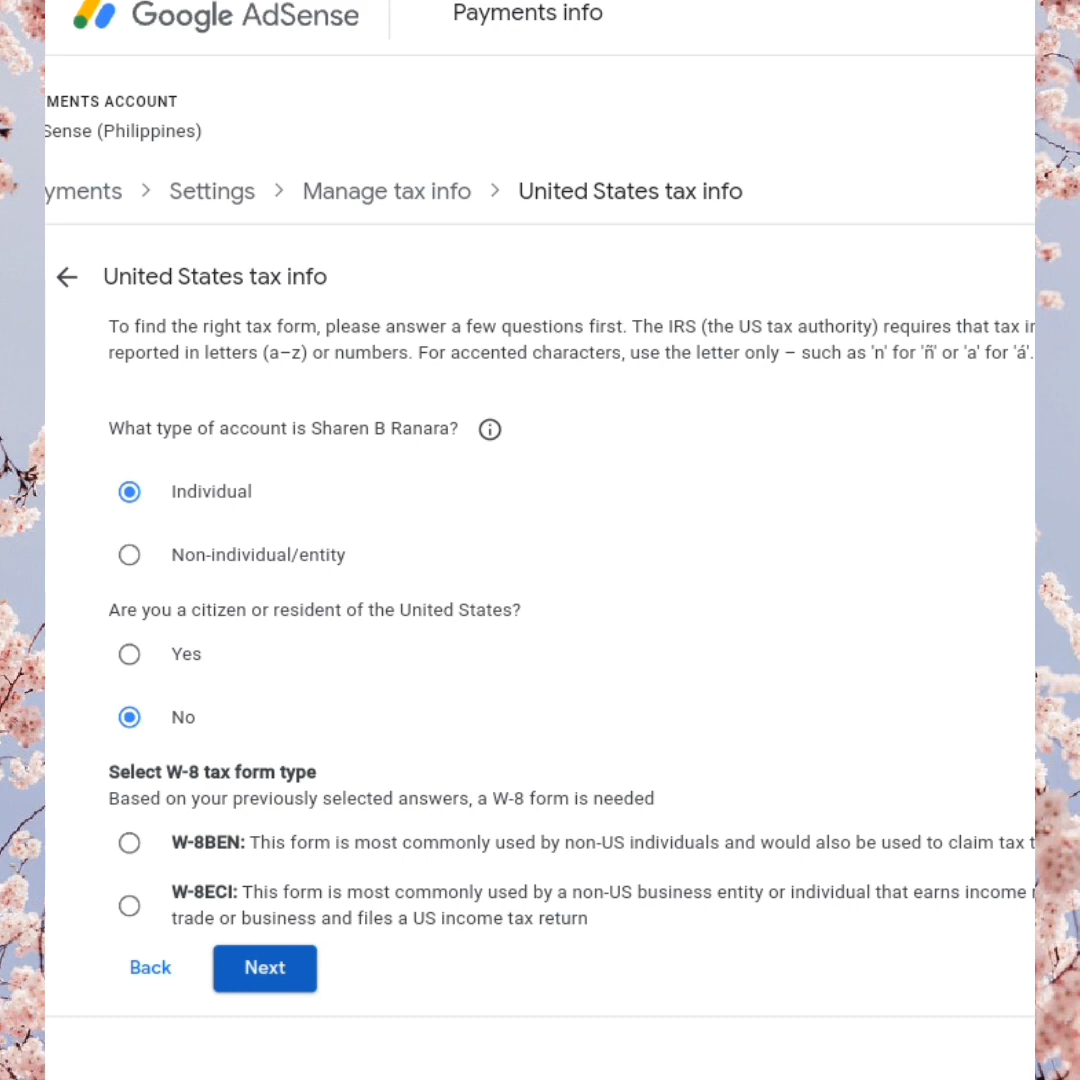 Google AdSense
Payments info
MENTS ACCOUNT
Sense (Philippines)
yments > Settings > Manage tax info > United States tax info
United States tax info
To find the right tax form, please answer a few questions first. The IRS (the US tax authority) requires that tax in
reported in letters (a–z) or numbers. For accented characters, use the letter only – such as 'n' for 'ñ' or 'a' for 'á'.
What type of account is Sharen B Ranara?
Individual
Non-individual/entity
Are you a citizen or resident of the United States?
Yes
No
Select W-8 tax form type
Based on your previously selected answers, a W-8 form is needed
W-8BEN: This form is most commonly used by non-US individuals and would also be used to claim tax t
W-8ECI: This form is most commonly used by a non-US business entity or individual that earns income
trade or business and files a US income tax return
Back
Next